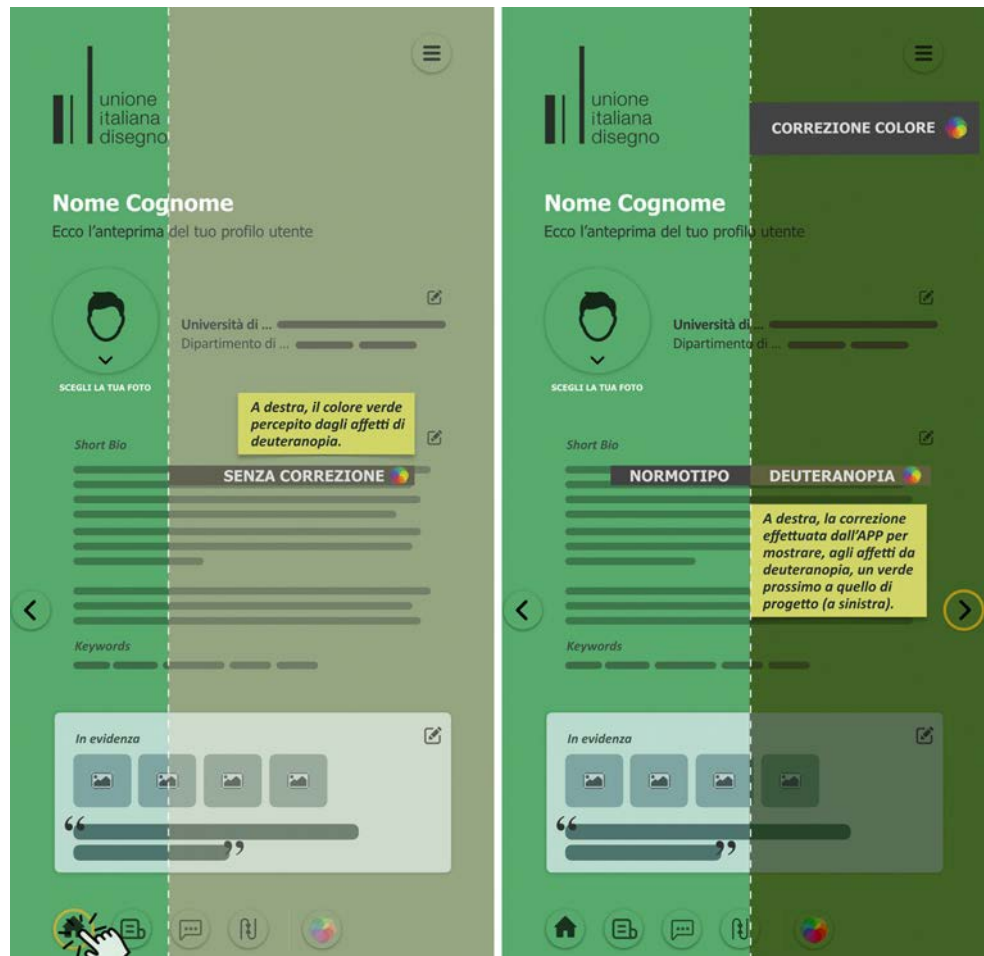 unione
italiana
disegno
Nome Cognome
Ecco l'anteprima del tuo profilo utente
Università di ...
Dipartimento di ...
SCEGLI LA TUA FOTO
A destra, il colore verde
percepito dagli affetti di
deuteranopia.
Short Bio
SENZA CORREZIONE
Keywords
In evidenza
“
”
unione
italiana
disegno
CORREZIONE COLORE
Nome Cognome
Ecco l'anteprima del tuo profilo utente
Università di ...
Dipartimento di ...
SCEGLI LA TUA FOTO
Short Bio
NORMOTIPO DEUTERANOPIA
A destra, la correzione
effettuata dall'APP per
mostrare, agli affetti da
deuteranopia, un verde
prossimo a quello di
progetto (a sinistra).
Keywords
In evidenza
“
”